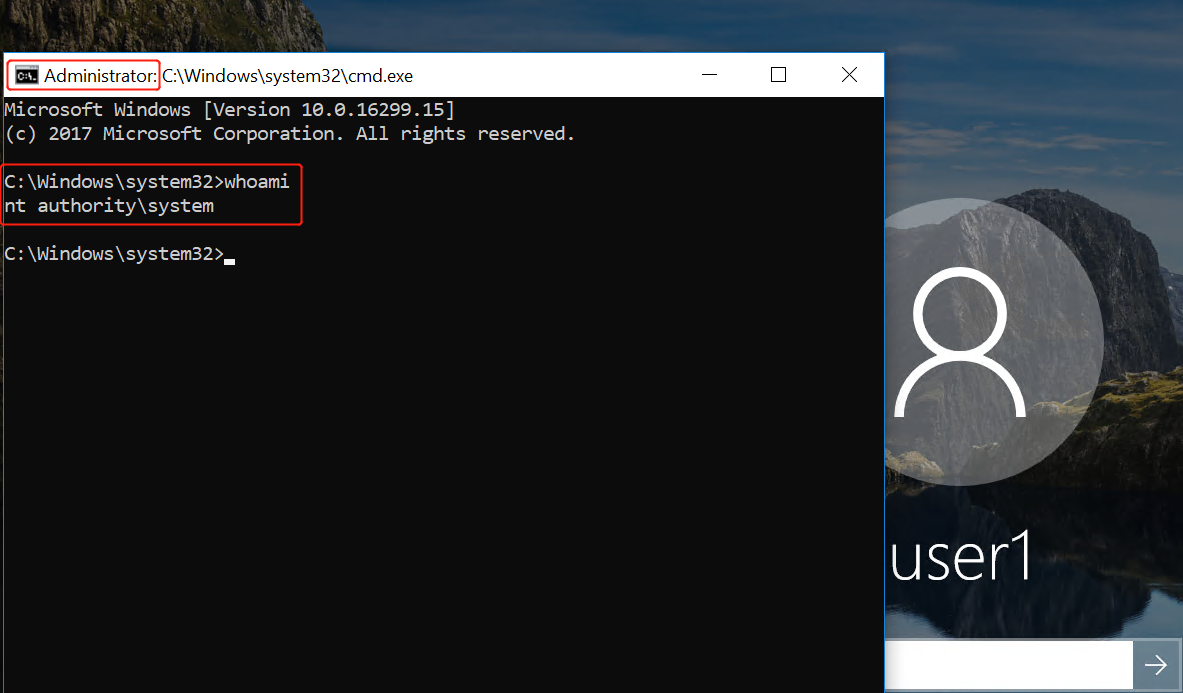 Administrator: C:\Windows\system32\cmd.exe
Microsoft Windows [Version 10.0.16299.15]
(c) 2017 Microsoft Corporation. All rights reserved.
C:\Windows\system32>whoami
nt authority\system
C:\Windows\system32>
user1